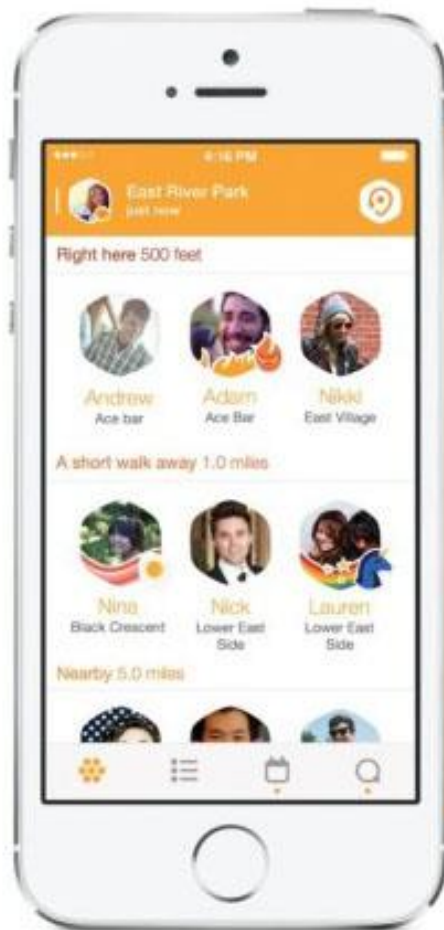 4:16 PM
East River Park
just now
Right here 500 feet
Andrew
Ace bar
Adam
Ace Bar
Nikki
East Village
A short walk away 1.0 miles
Nina
Black Crescent
Nick
Lower East
Side
Lauren
Lower East
Side
Nearby 5.0 miles